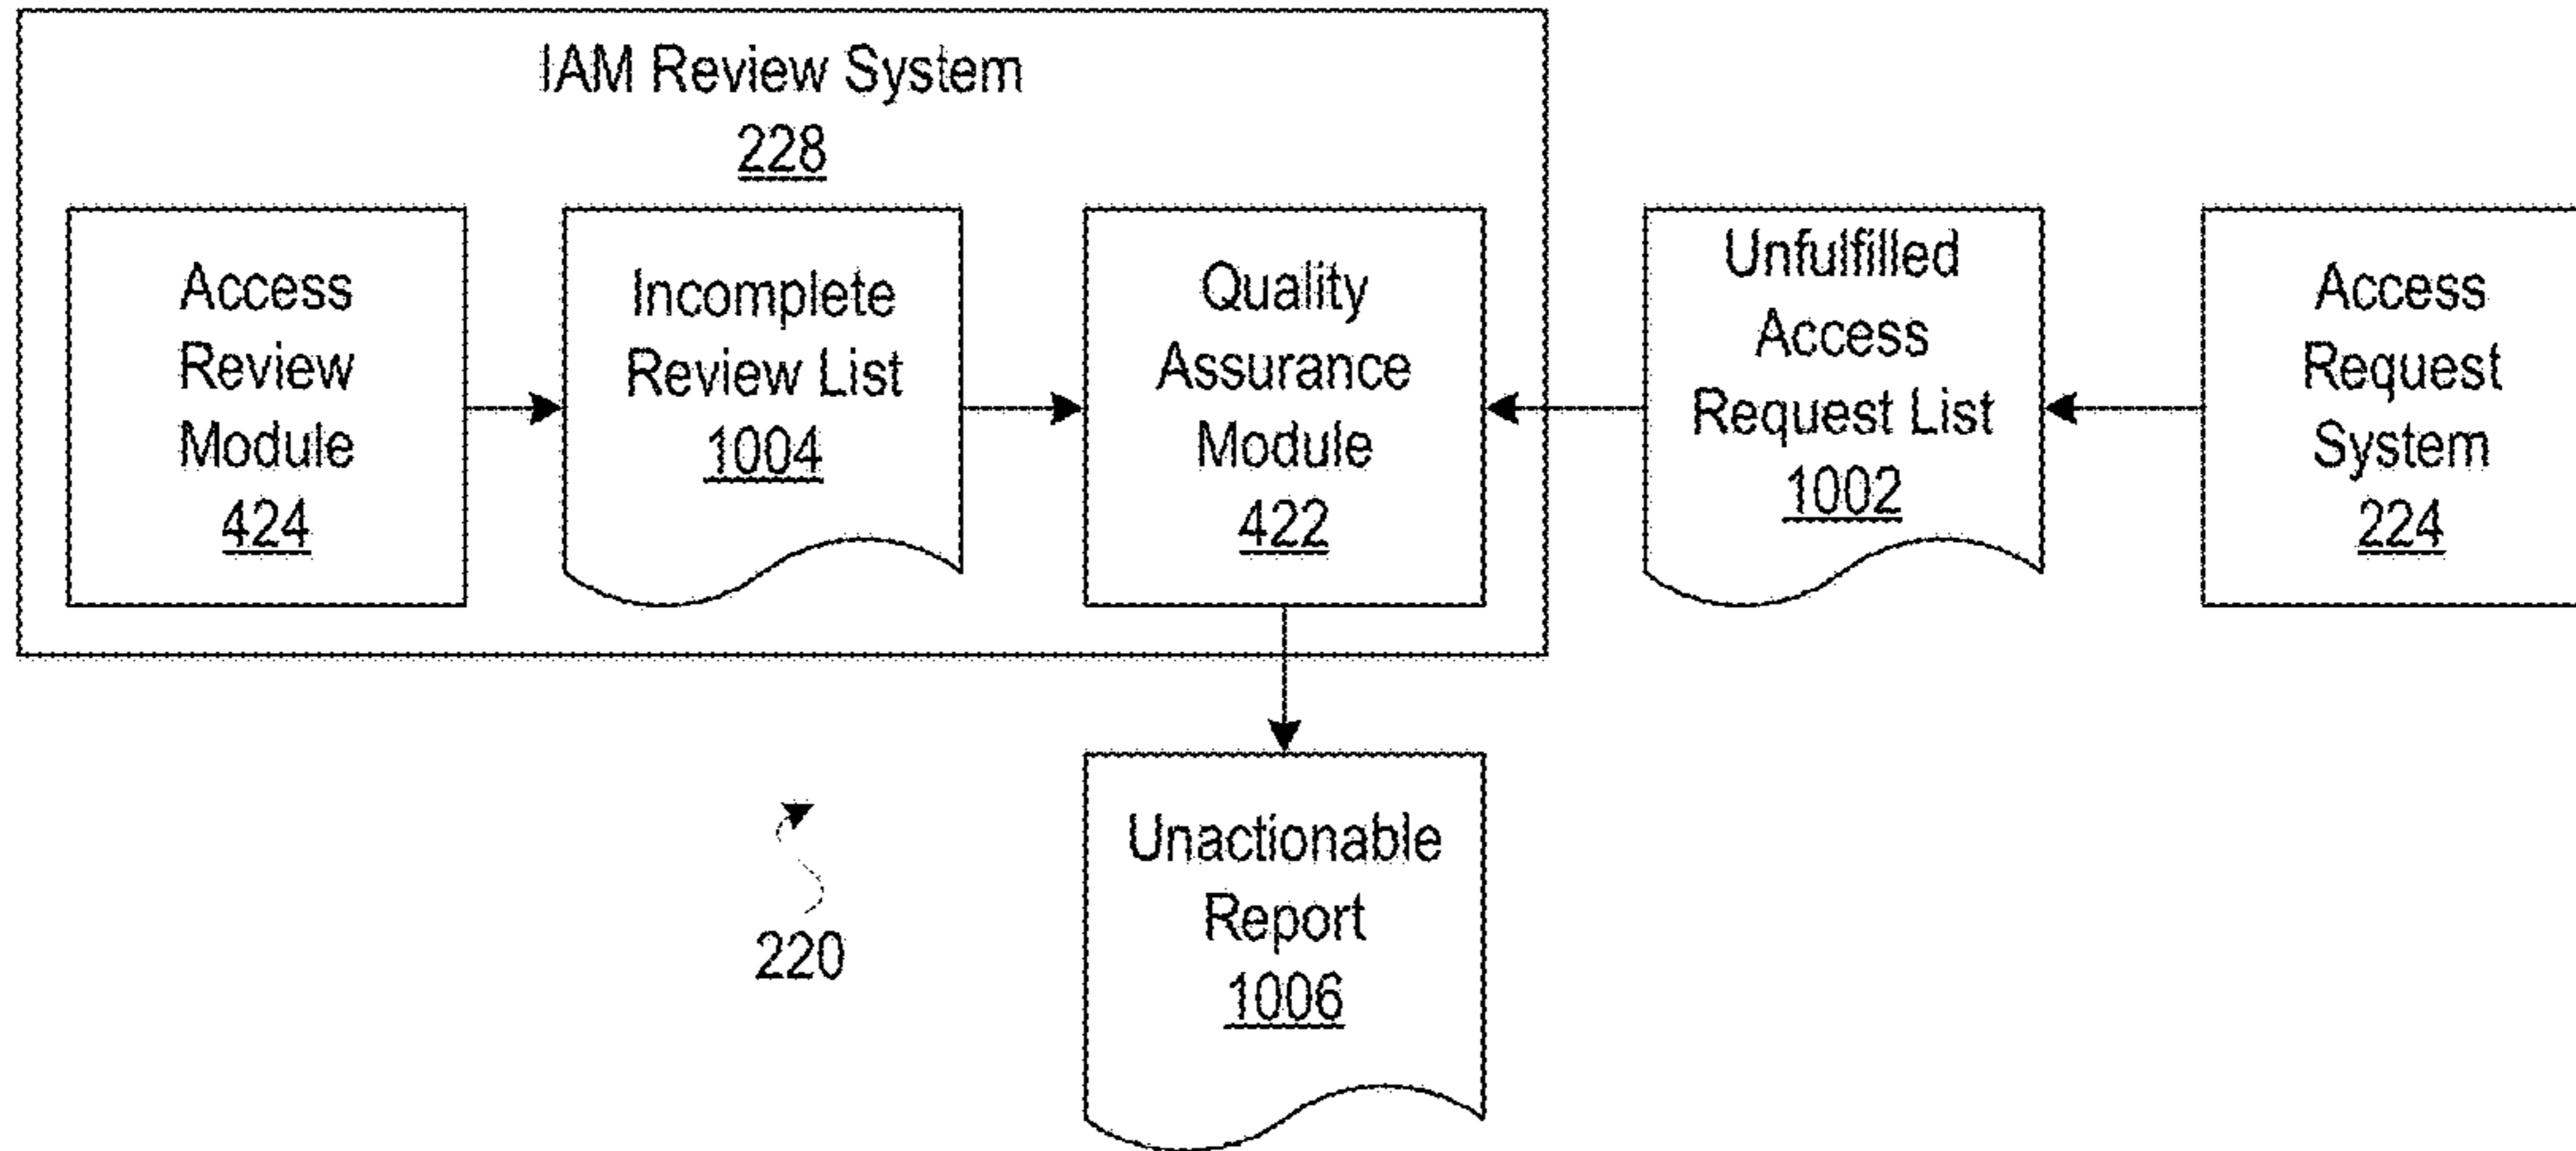 IAM Review System
228
Access
Review
Module
424
Incomplete
Review List
1004
Quality
Assurance
Module
422
Unfulfilled
Access
Request List
1002
Access
Request
System
224
Unactionable
Report
1006
220